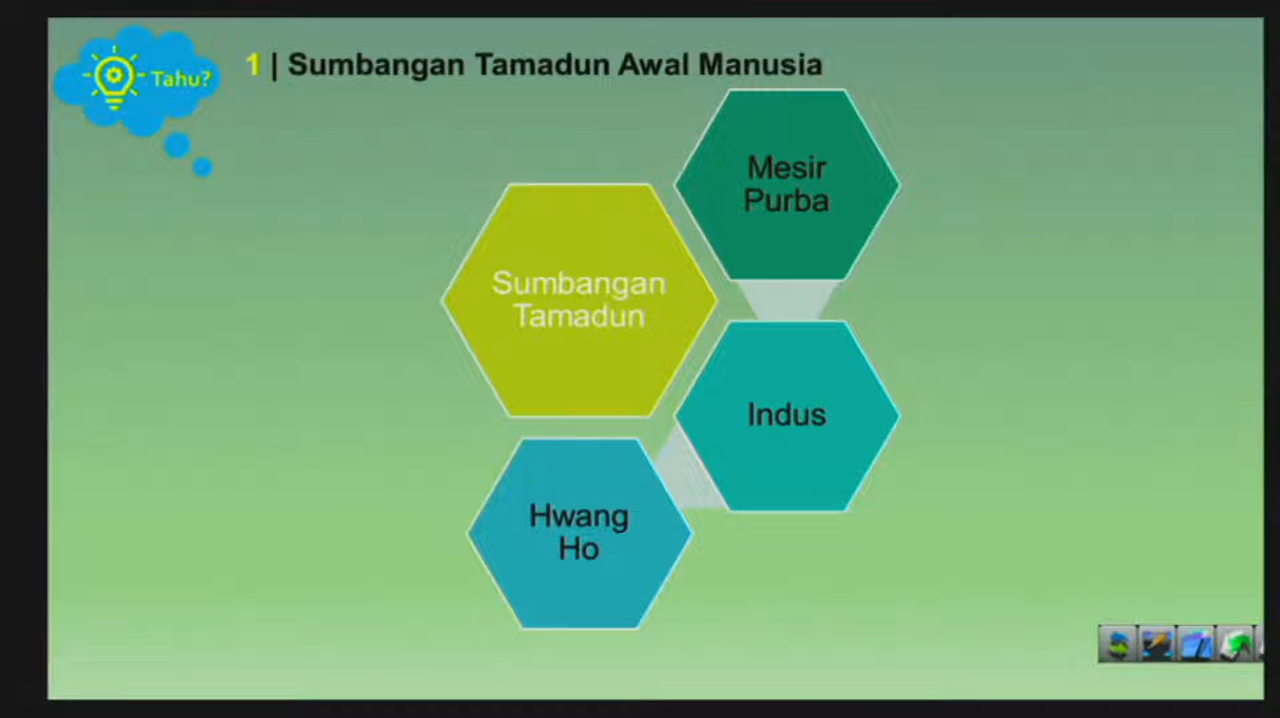 Tahu?
1 | Sumbangan Tamadun Awal Manusia
Mesir
Purba
Sumbangan
Tamadun
Indus
Hwang
Ho